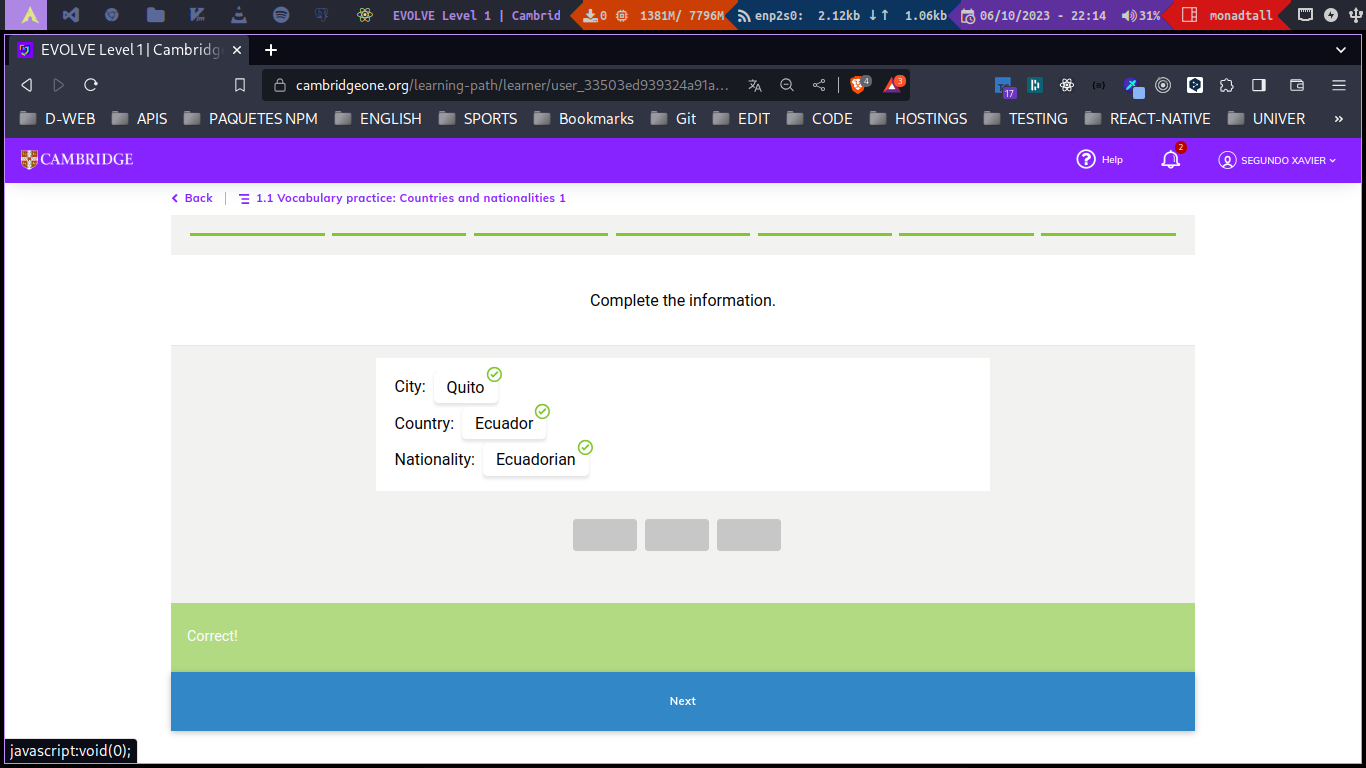 EVOLVE Level 1 | Cambrid
0
1381M/ 7796M
enp2s0: 2.12kb ↓↑ 1.06kb
06/10/2023 - 22:14
31%
monadtall
EVOLVE Level 1 | Cambridg
cambridgeone.org/learning-path/learner/user_33503ed939324a91a...
4
3
17
D-WEB
APIS
PAQUETES NPM
ENGLISH
SPORTS
Bookmarks
Git
EDIT
CODE
HOSTINGS
TESTING
REACT-NATIVE
UNIVER
»
CAMBRIDGE
Help
2
SEGUNDO XAVIER
Back
1.1 Vocabulary practice: Countries and nationalities 1
Complete the information.
City: Quito
Country: Ecuador
Nationality: Ecuadorian
Correct!
Next
javascript:void(0);